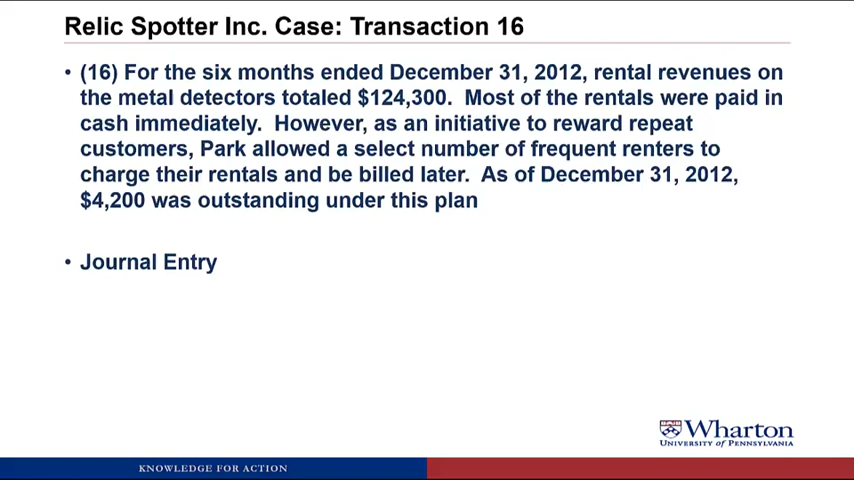 Relic Spotter Inc. Case: Transaction 16
• (16) For the six months ended December 31, 2012, rental revenues on
the metal detectors totaled $124,300.  Most of the rentals were paid in
cash immediately.  However, as an initiative to reward repeat
customers, Park allowed a select number of frequent renters to
charge their rentals and be billed later.  As of December 31, 2012,
$4,200 was outstanding under this plan
• Journal Entry
Wharton
UNIVERSITY OF PENNSYLVANIA
KNOWLEDGE FOR ACTION